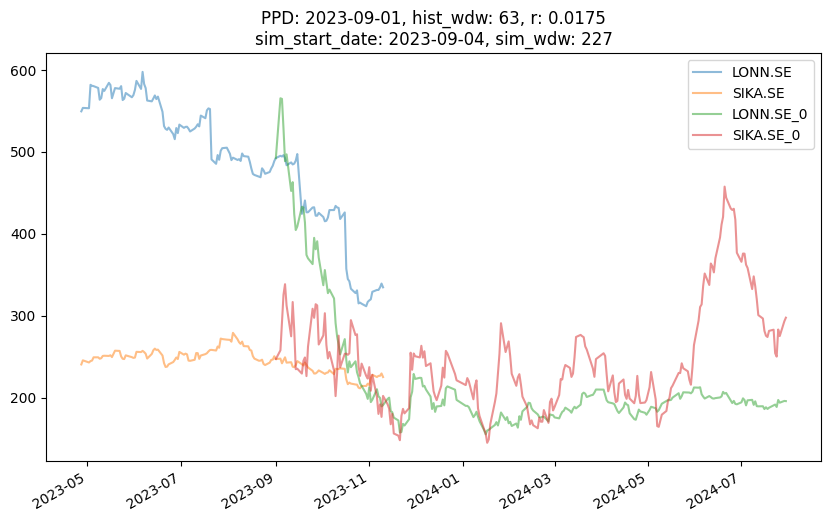 PPD: 2023-09-01, hist_wdw: 63, r: 0.0175
sim_start_date: 2023-09-04, sim_wdw: 227
600
500
400
300
200
LONN.SE
SIKA.SE
LONN.SE_0
SIKA.SE_0
2023-05
2023-07
2023-09
2023-11
2024-01
2024-03
2024-05
2024-07